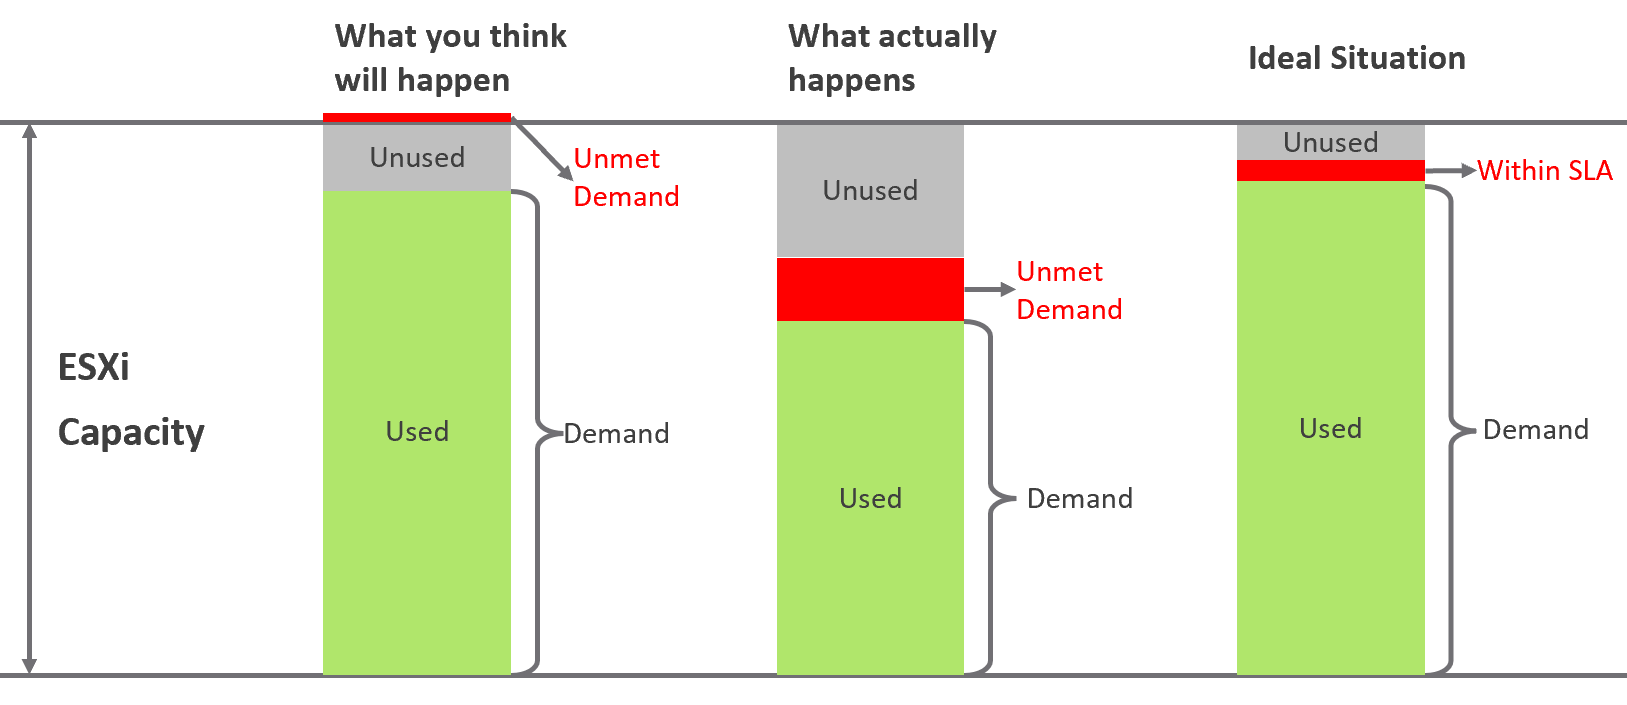 What you think
will happen
What actually
happens
Ideal Situation
Unused
Unmet
Demand
Used
Demand
ESXi
Capacity
Unused
Unmet
Demand
Used
Demand
Unused
Within SLA
Used
Demand